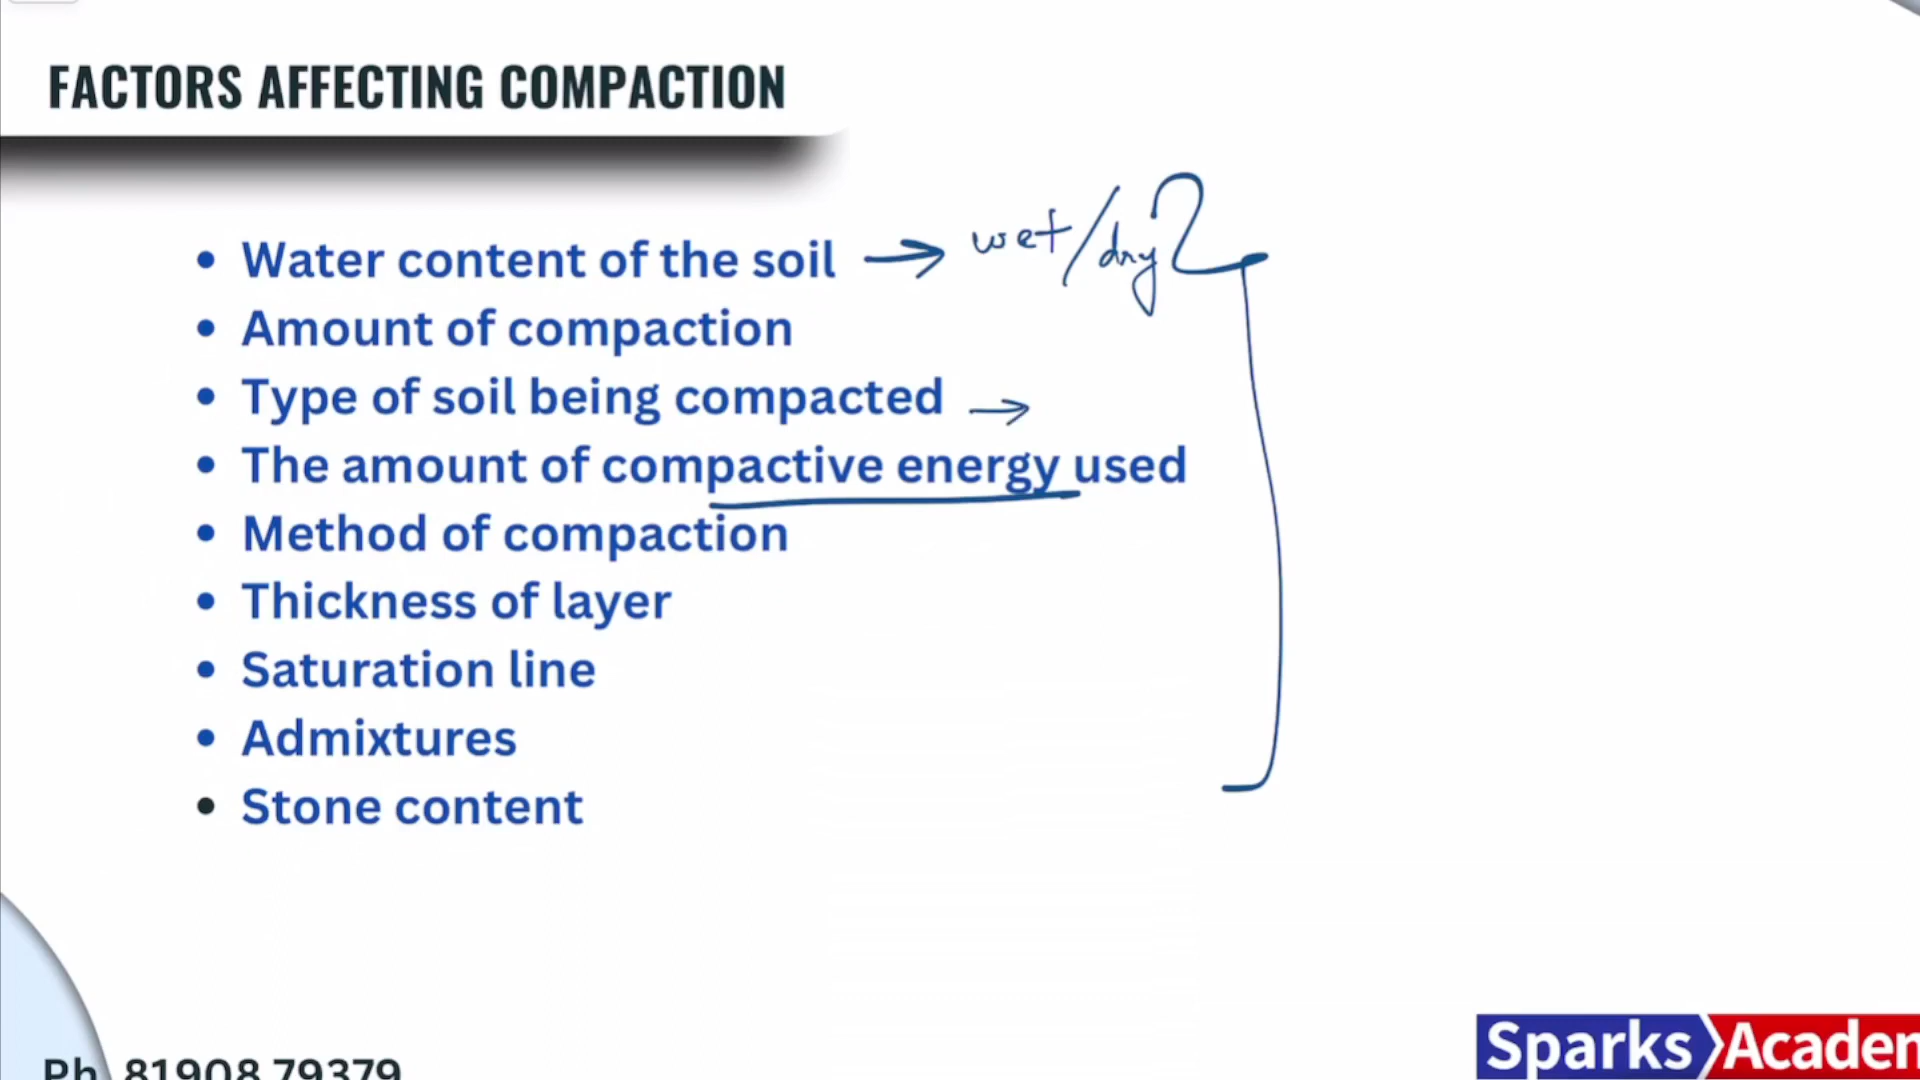 FACTORS AFFECTING COMPACTION
• Water content of the soil → wet/dry
• Amount of compaction
• Type of soil being compacted →
• The amount of compactive energy used
• Method of compaction
• Thickness of layer
• Saturation line
• Admixtures
• Stone content
Ph 81908 79379
Sparks Academ